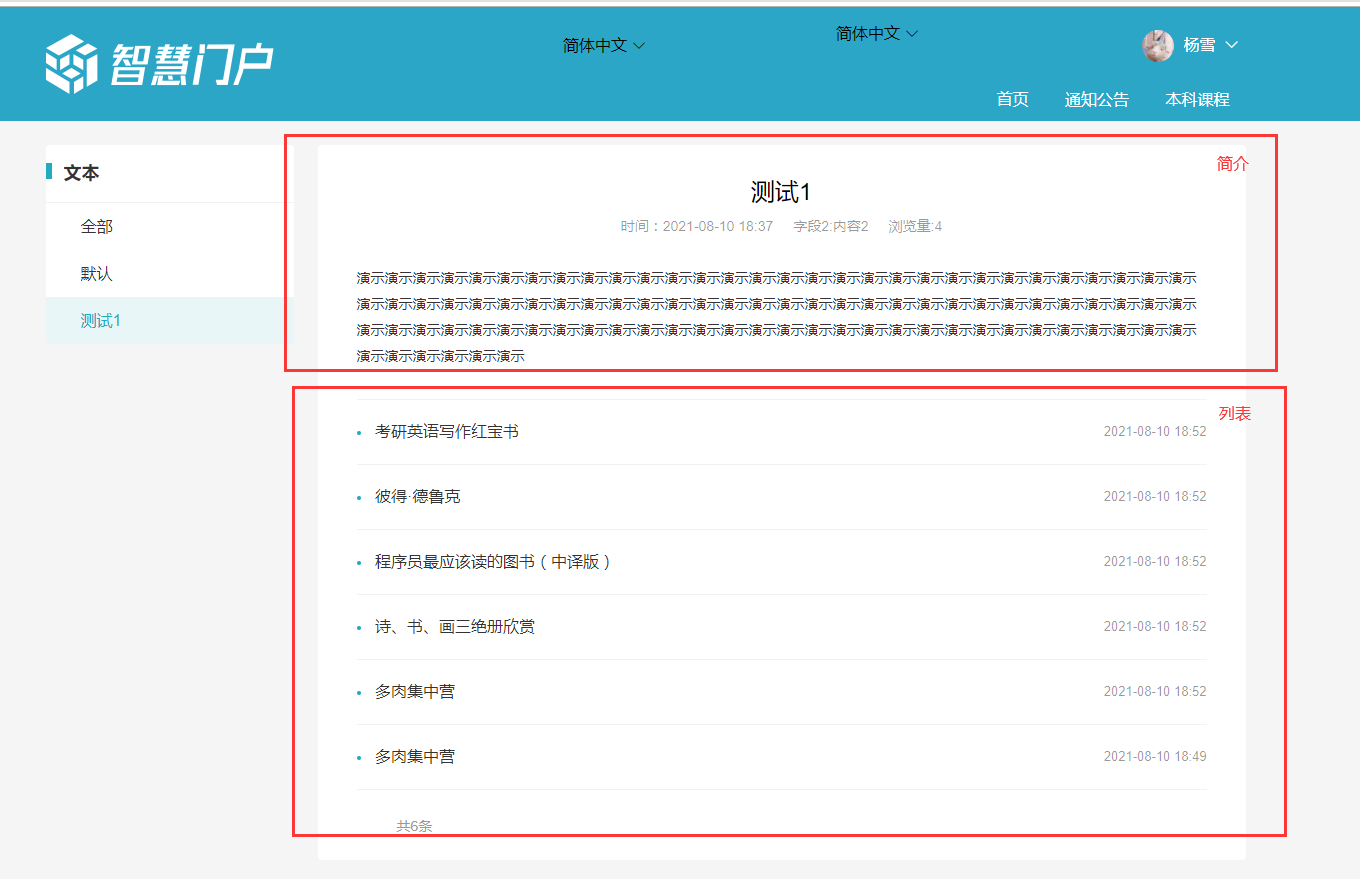 智慧门户
简体中文
简体中文
杨雪
首页 通知公告 本科课程
文本
全部
默认
测试1
简介
测试1
时间：2021-08-10 18:37 字段2:内容2 浏览量:4
演示演示演示演示演示演示演示演示演示演示演示演示演示演示演示演示演示演示演示演示演示演示演示演示演示演示演示演示演示演示
演示演示演示演示演示演示演示演示演示演示演示演示演示演示演示演示演示演示演示演示演示演示演示演示演示演示演示演示演示演示
演示演示演示演示演示演示演示演示演示演示演示演示演示演示演示演示演示演示演示演示演示演示演示演示演示演示演示演示演示演示
演示演示演示演示演示演示
列表
考研英语写作红宝书 2021-08-10 18:52
彼得·德鲁克 2021-08-10 18:52
程序员最应该读的图书（中译版） 2021-08-10 18:52
诗、书、画三绝册欣赏 2021-08-10 18:52
多肉集中营 2021-08-10 18:52
多肉集中营 2021-08-10 18:49
共6条